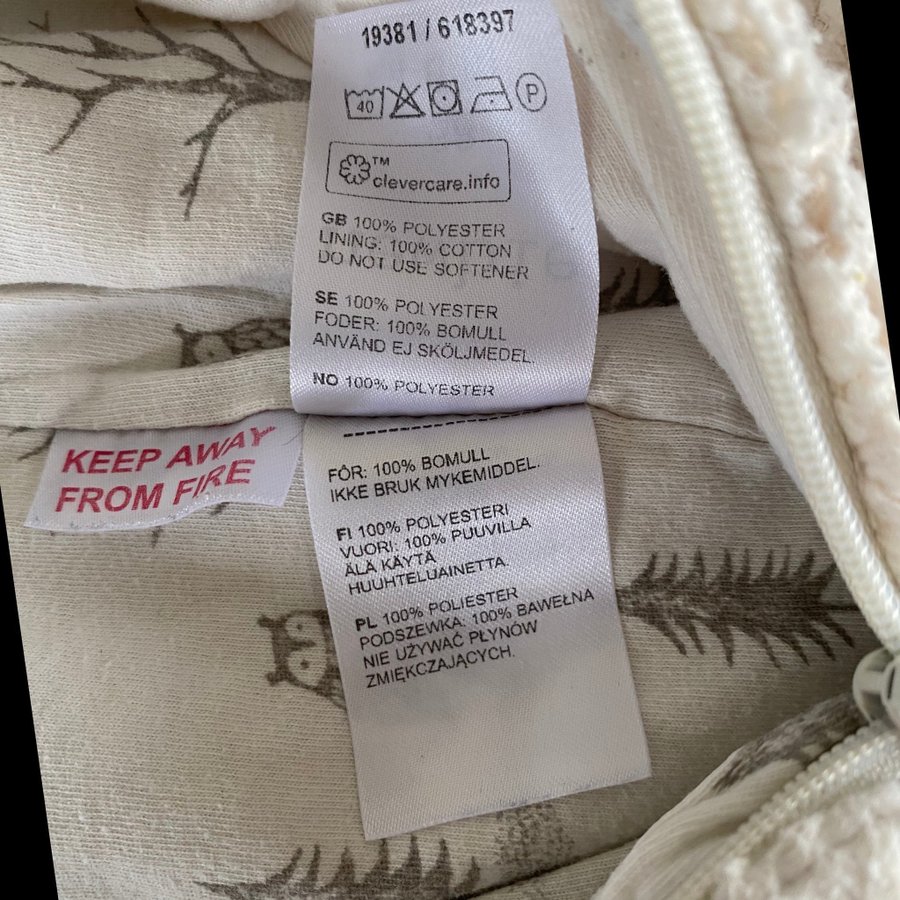 19381 / 618397
40 P
TM
clevercare.info
GB 100% POLYESTER
LINING: 100% COTTON
DO NOT USE SOFTENER
SE 100% POLYESTER
FODER: 100% BOMULL
ANVÄND EJ SKÖLJMEDEL.
NO 100% POLYESTER
KEEP AWAY
FROM FIRE
FÔR: 100% BOMULL
IKKE BRUK MYKEMIDDEL.
FI 100% POLYESTERI
VUORI: 100% PUUVILLA
ÄLÄ KÄYTÄ
HUUHTELUAINETTA.
PL 100% POLIESTER
PODSZEWKA: 100% BAWEŁNA
NIE UŻYWAĆ PŁYNÓW
ZMIĘKCZAJĄCYCH.